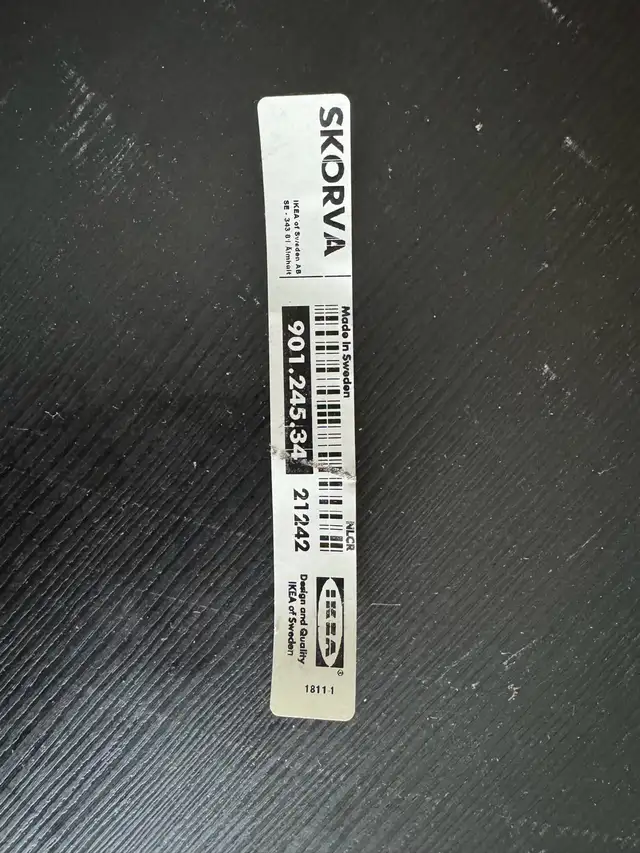 SKORVA
IKEA of Sweden AB
SE - 343 81 Älmhult
Made in Sweden
901.245.34
21242
NLCR
IKEA®
Design and Quality
IKEA of Sweden
1811-1